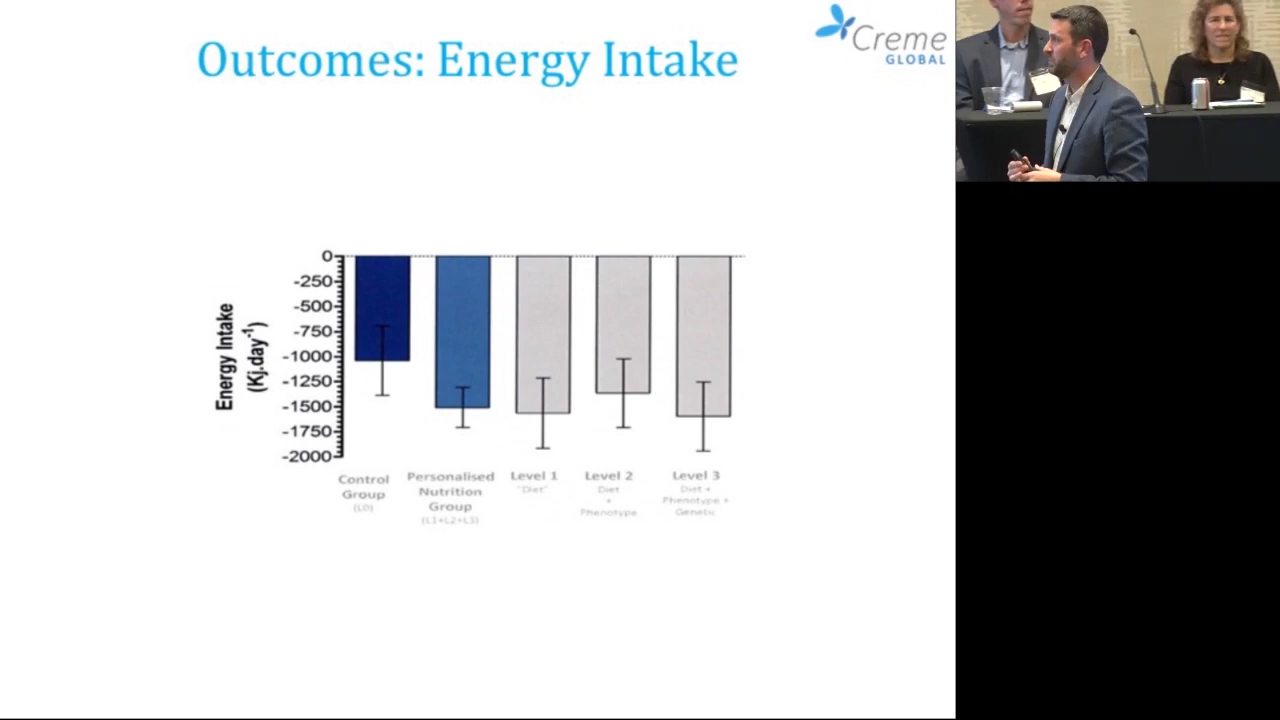 Outcomes: Energy Intake
Creme
GLOBAL
0
-250
-500
-750
-1000
-1250
-1500
-1750
-2000
Energy Intake
(Kj.day-1)
Control
Group
(L0)
Personalised
Nutrition
Group
(L1+L2+L3)
Level 1
"Diet"
Level 2
Diet
+
Phenotype
Level 3
Diet +
Phenotype +
Genetic